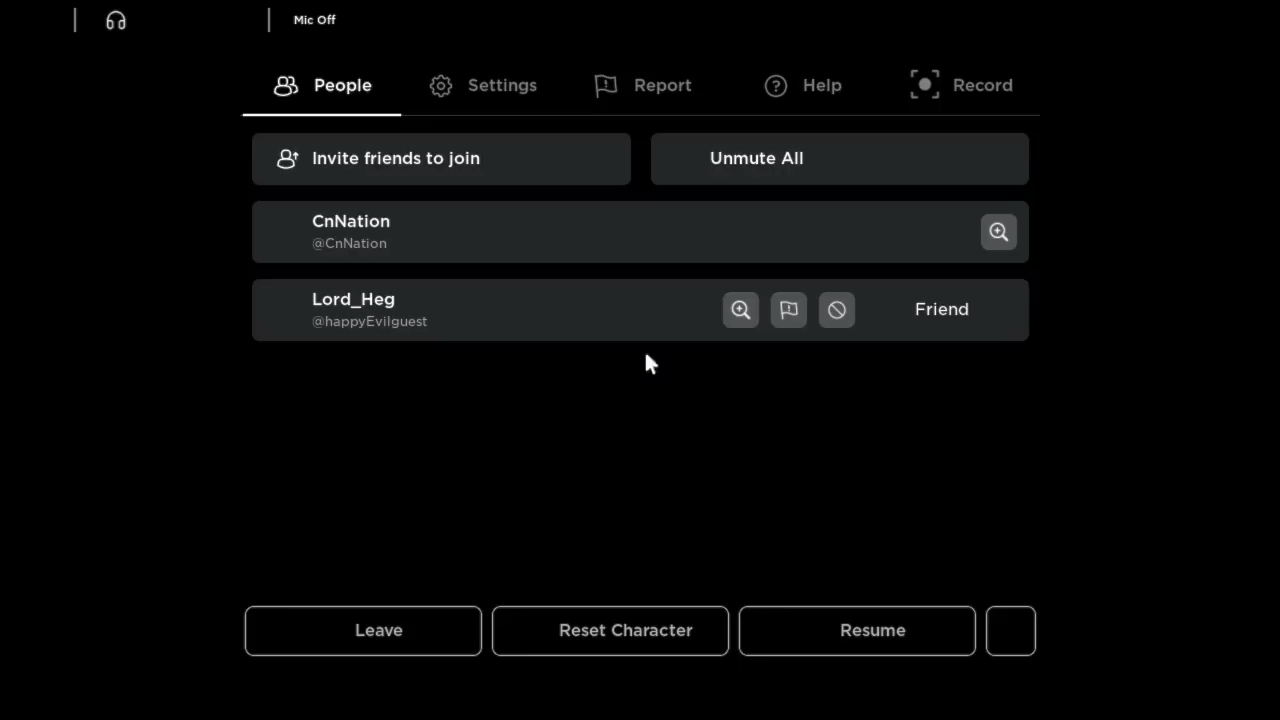 Mic Off
People
Settings
Report
Help
Record
Invite friends to join
Unmute All
CnNation
@CnNation
Lord_Heg
@happyEvilguest
Friend
Leave
Reset Character
Resume